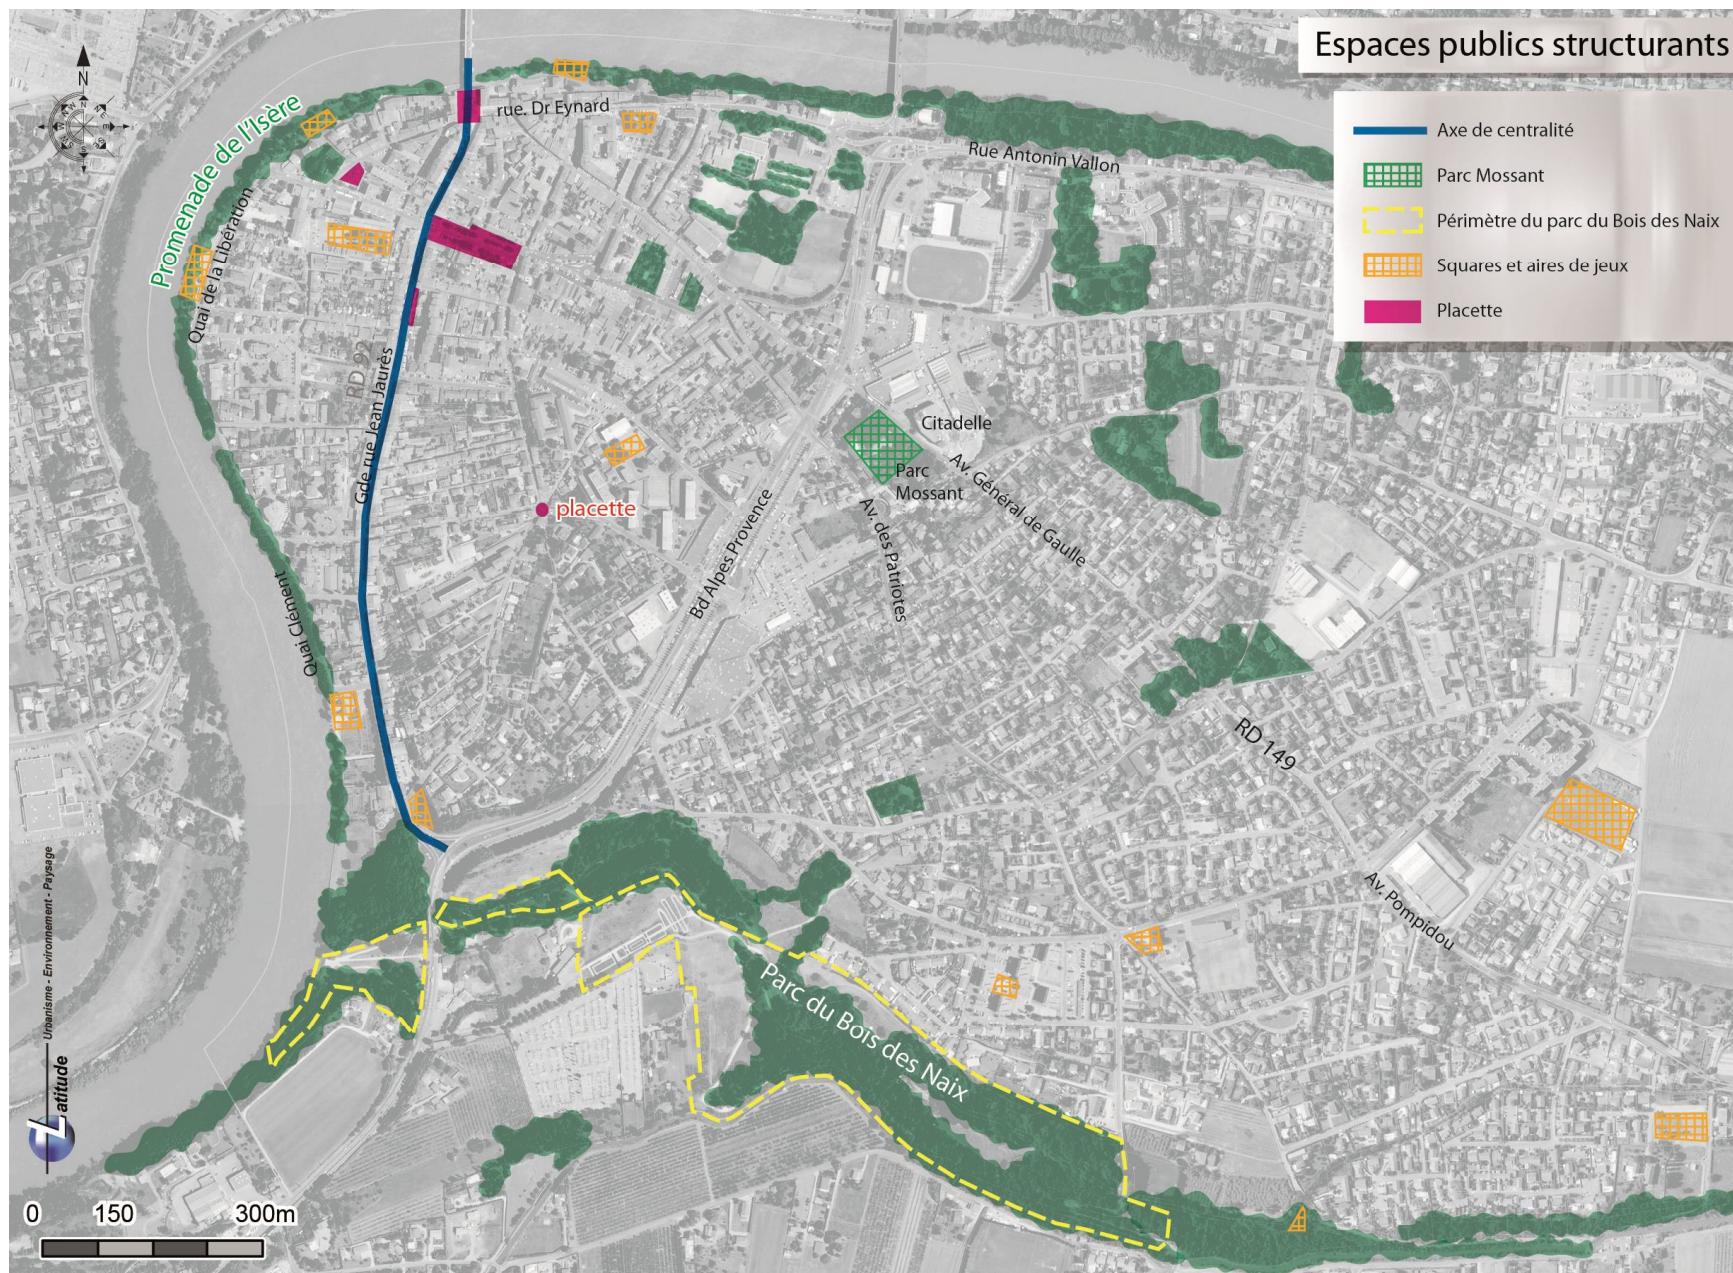 Espaces publics structurants
Axe de centralité
Parc Mossant
Périmètre du parc du Bois des Naix
Squares et aires de jeux
Placette
N
rue. Dr Eynard
Rue Antonin Vallon
Promenade de l'Isère
Quai de la Libération
RD 92
Gde rue Jean Jaurès
Citadelle
Parc
Mossant
Av. Général de Gaulle
placette
Av. des Patriotes
Bd Alpes Provence
Quai Clément
RD 149
Av. Pompidou
Parc du Bois des Naix
Urbanisme - Environnement - Paysage
Latitude
0 150 300m